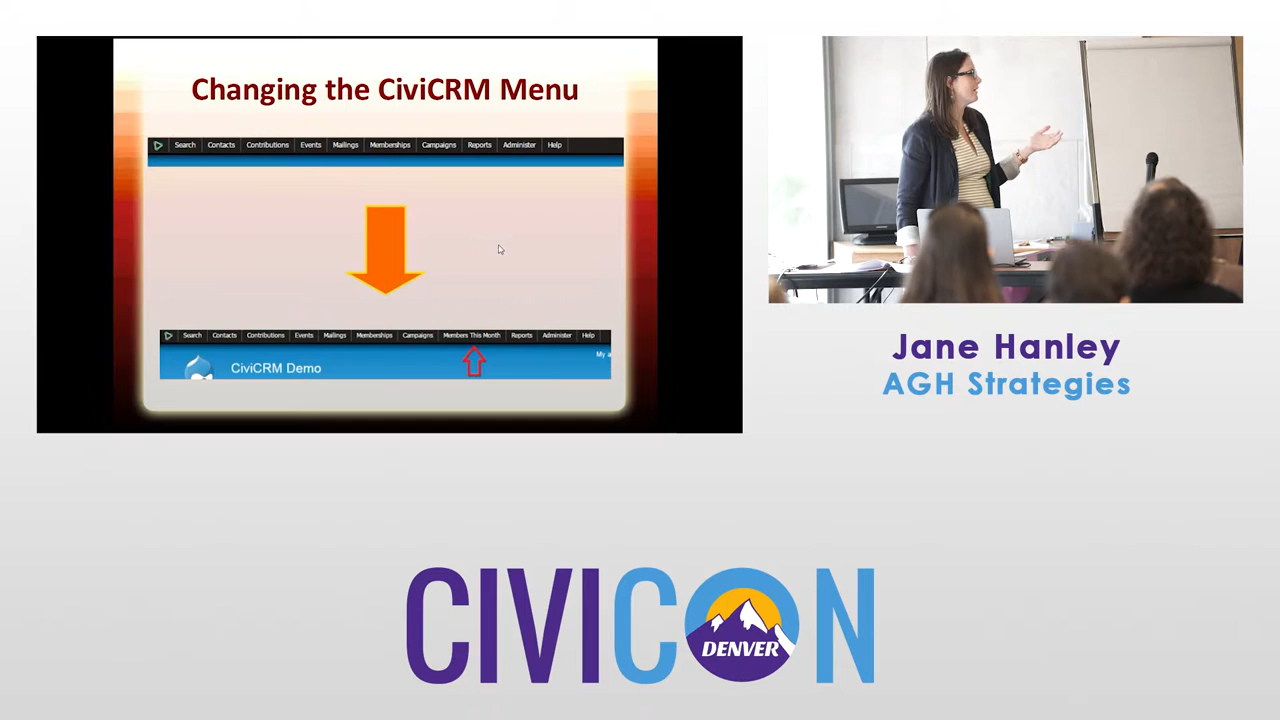 Changing the CiviCRM Menu
Search Contacts Contributions Events Mailings Memberships Campaigns Reports Administer Help
Search Contacts Contributions Events Mailings Memberships Campaigns Members This Month Reports Administer Help
My a
CiviCRM Demo
Jane Hanley
AGH Strategies
CIVICON
DENVER